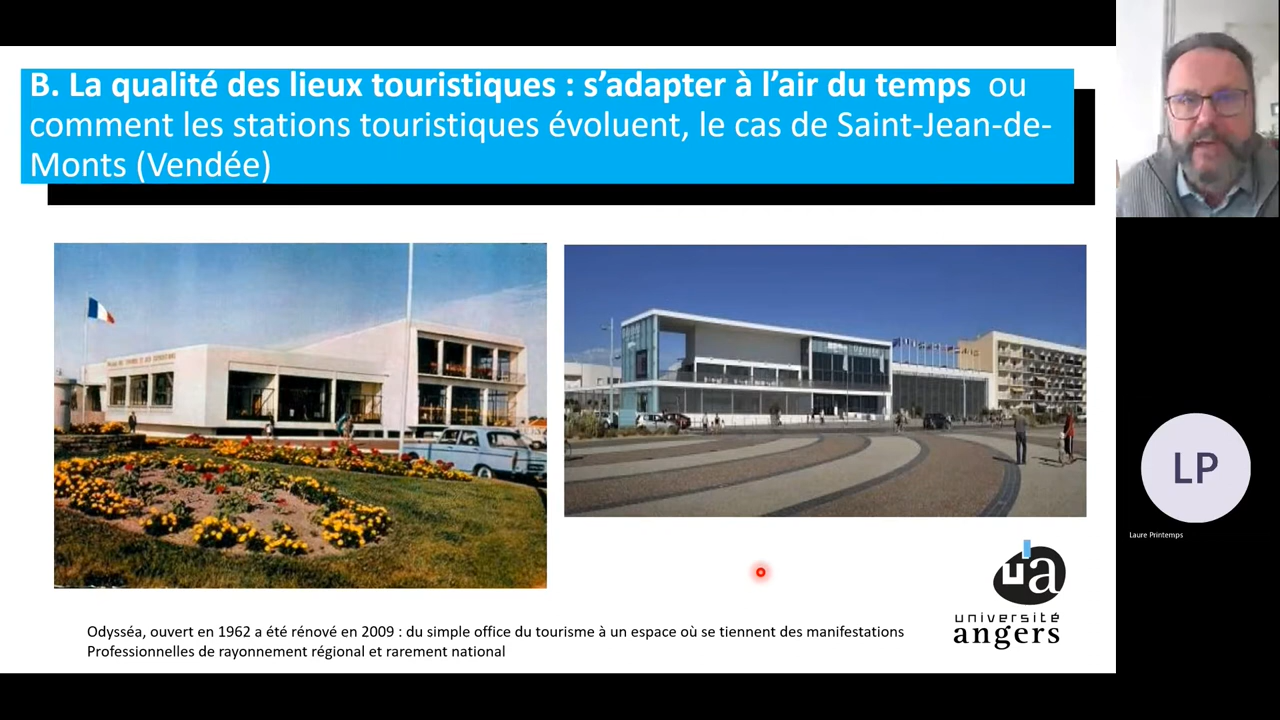 B. La qualité des lieux touristiques : s’adapter à l’air du temps ou
comment les stations touristiques évoluent, le cas de Saint-Jean-de-
Monts (Vendée)
Odysséa, ouvert en 1962 a été rénové en 2009 : du simple office du tourisme à un espace où se tiennent des manifestations
Professionnelles de rayonnement régional et rarement national
ua
université
angers
LP
Laure Printemps